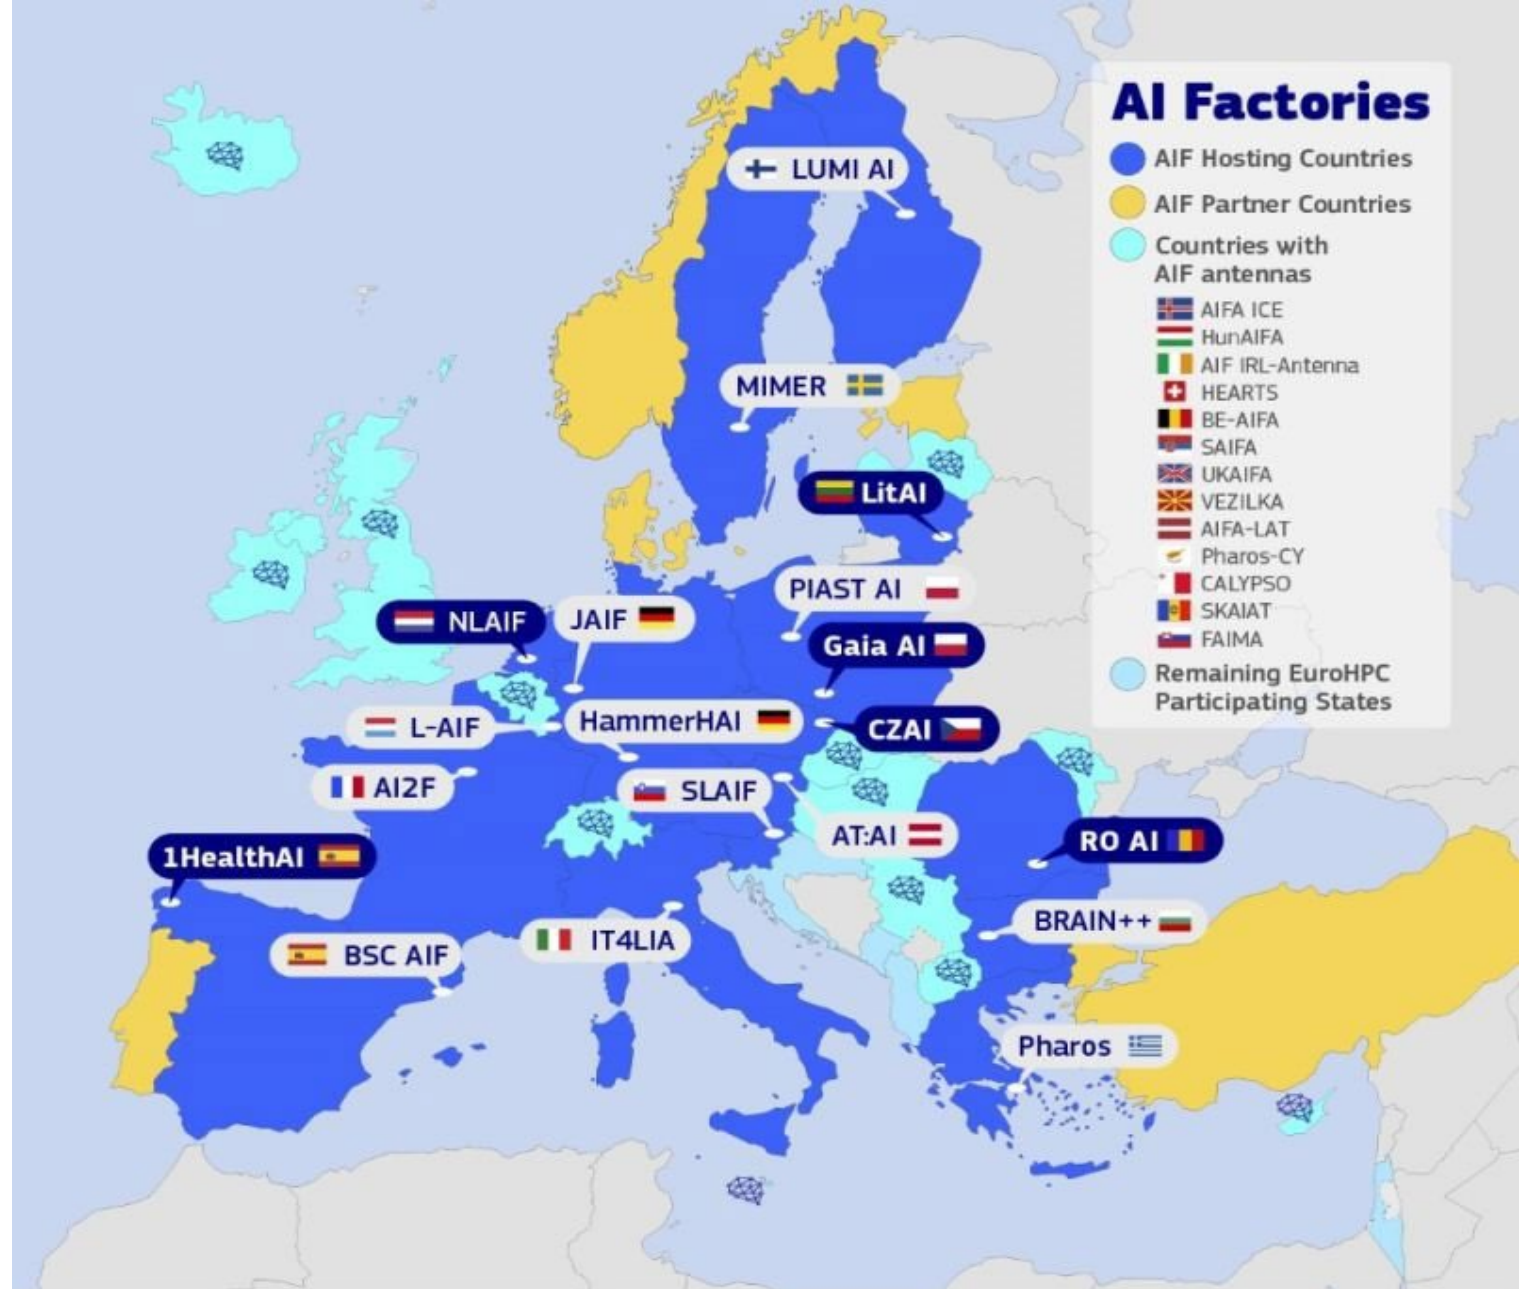 AI Factories
AIF Hosting Countries
AIF Partner Countries
Countries with
AIF antennas
AIFA ICE
HunAIFA
AIF IRL-Antenna
HEARTS
BE-AIFA
SAIFA
UKAIFA
VEZILKA
AIFA-LAT
Pharos-CY
CALYPSO
SKAIAT
FAIMA
Remaining EuroHPC
Participating States
LUMI AI
MIMER
LitAI
PIAST AI
NLAIF
JAIF
Gaia AI
L-AIF
HammerHAI
CZAI
AI2F
SLAIF
AT:AI
RO AI
1HealthAI
BRAIN++
IT4LIA
BSC AIF
Pharos